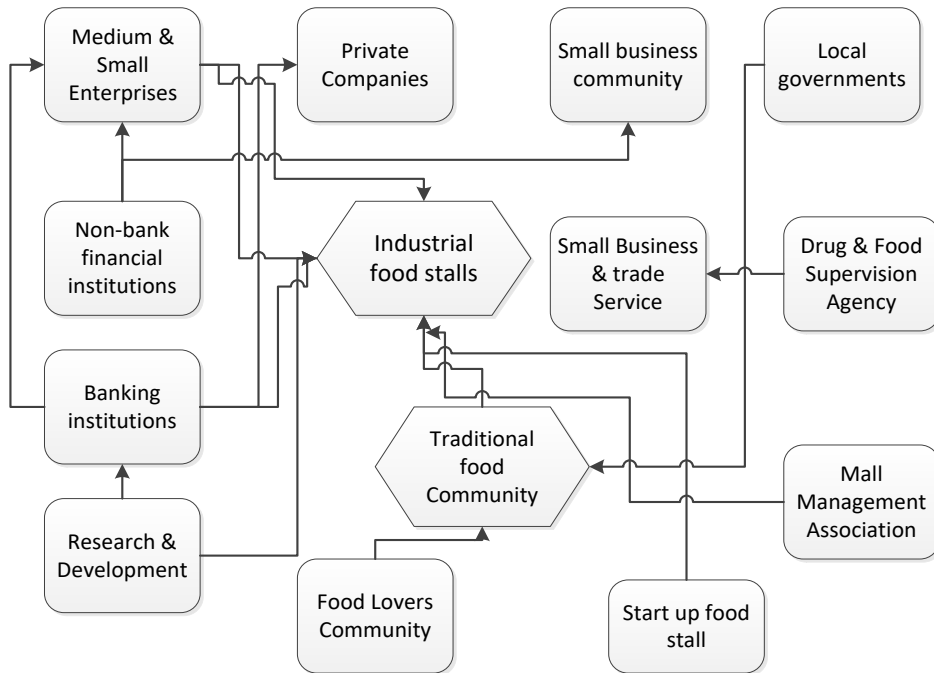 Medium &
Small
Enterprises
Private
Companies
Small business
community
Local
governments
Non-bank
financial
institutions
Industrial
food stalls
Small Business
& trade
Service
Drug & Food
Supervision
Agency
Banking
institutions
Traditional
food
Community
Mall
Management
Association
Research &
Development
Food Lovers
Community
Start up food
stall